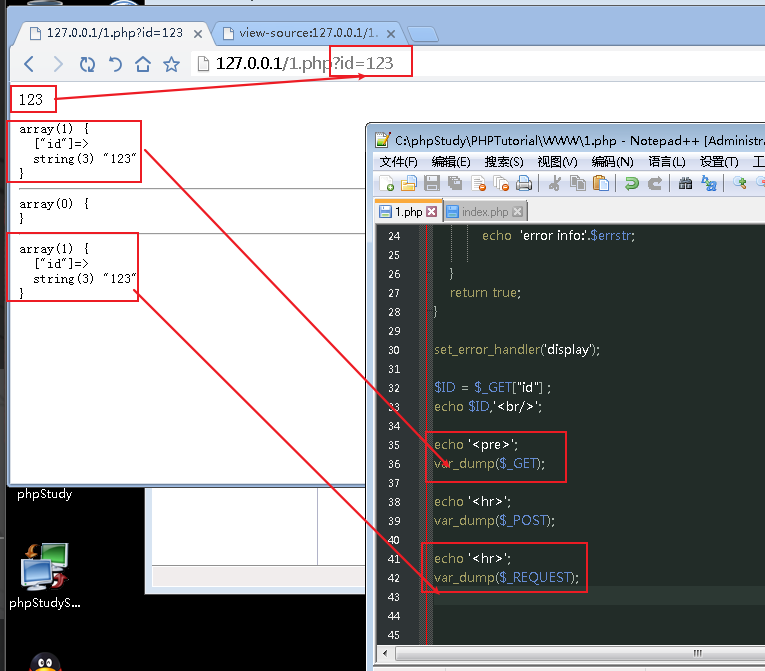 127.0.0.1/1.php?id=123
view-source:127.0.0.1/1.
127.0.0.1/1.php?id=123
123
array(1) {
["id"]=>
string(3) "123"
}
array(0) {
}
array(1) {
["id"]=>
string(3) "123"
}
C:\phpStudy\PHPTutorial\WWW\1.php - Notepad++ [Administra
文件(F) 编辑(E) 搜索(S) 视图(V) 编码(N) 语言(L) 设置(T) 工
1.php
index.php
24 echo 'error info:'.$errstr;
25
26 }
27 return true;
28 }
29
30 set_error_handler('display');
31
32 $ID = $_GET["id"] ;
33 echo $ID,'<br/>';
34
35 echo '<pre>';
36 var_dump($_GET);
37
38 echo '<hr>';
39 var_dump($_POST);
40
41 echo '<hr>';
42 var_dump($_REQUEST);
43
44
45
phpStudy
phpStudyS...